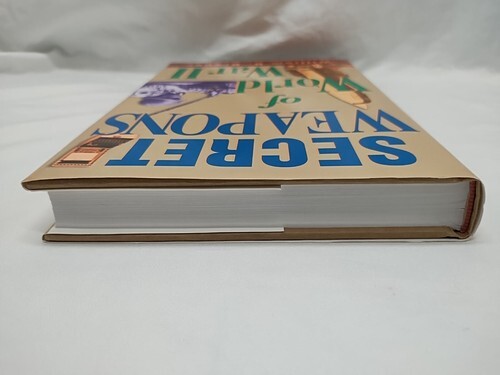 SECRET
WEAPONS
of
World
War II